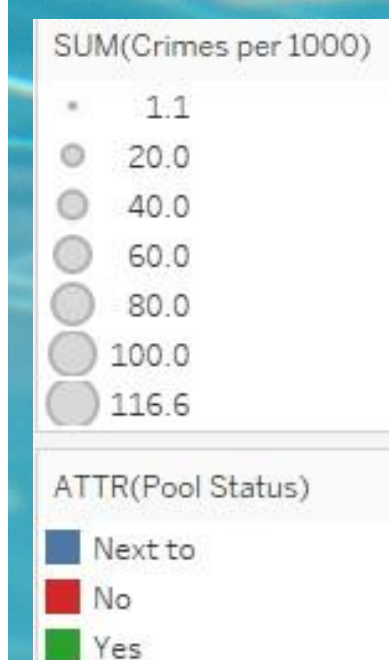 SUM(Crimes per 1000)
1.1
20.0
40.0
60.0
80.0
100.0
116.6
ATTR(Pool Status)
Next to
No
Yes